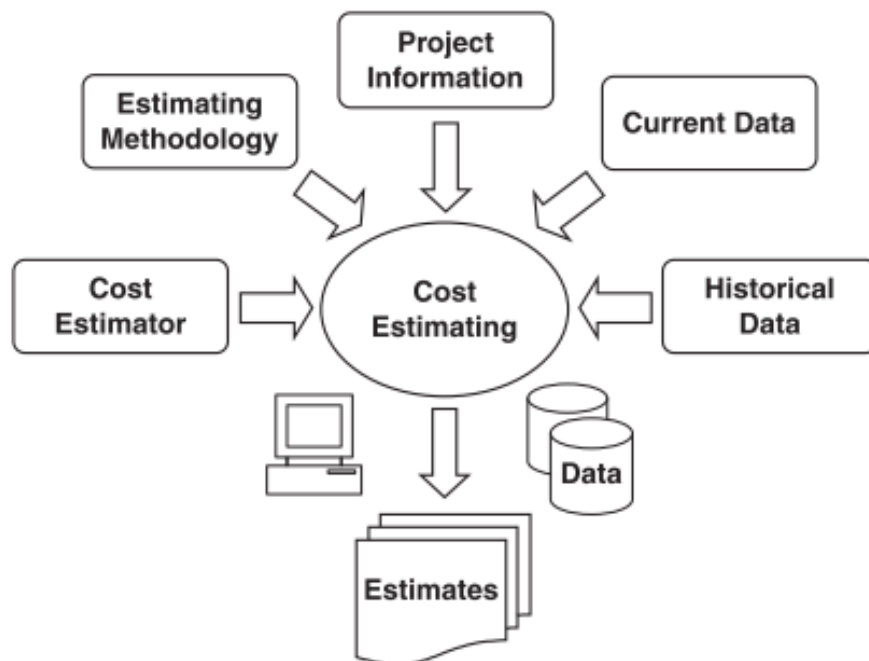 Project
Information
Estimating
Methodology
Current Data
Cost
Estimator
Cost
Estimating
Historical
Data
Data
Estimates